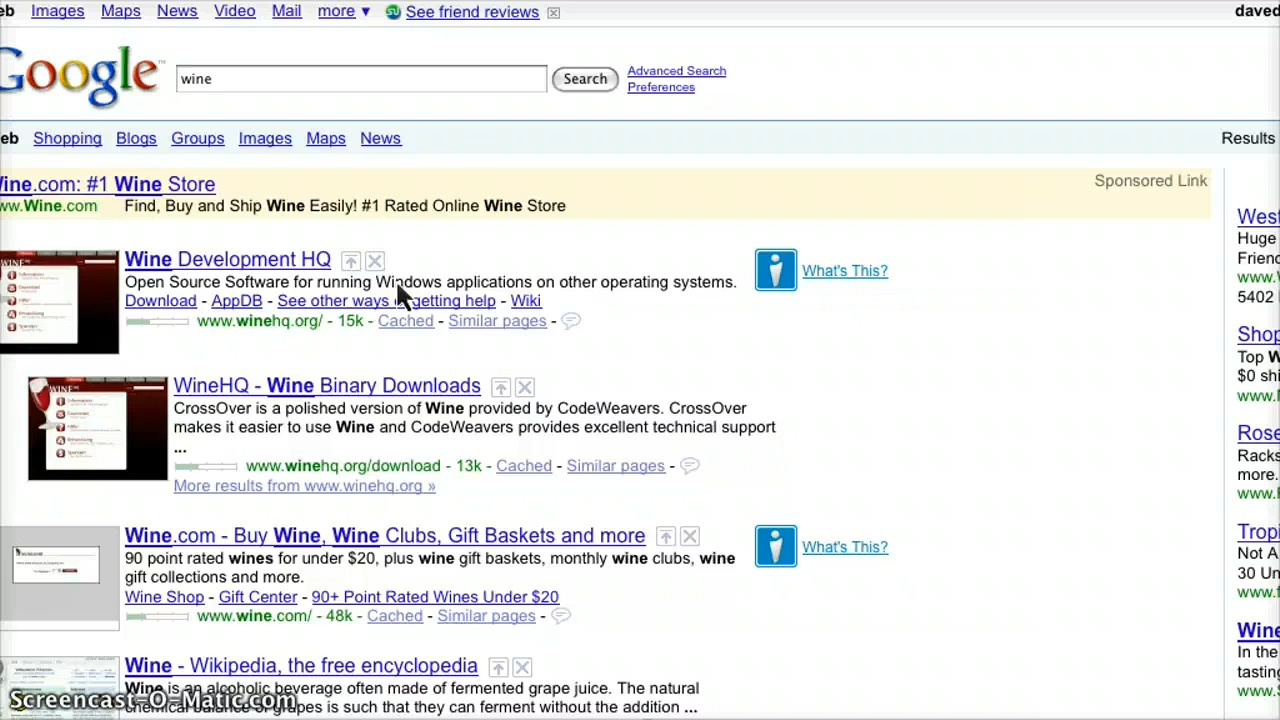 eb Images Maps News Video Mail more ▼ See friend reviews
daved
Google
wine
Search
Advanced Search
Preferences
eb Shopping Blogs Groups Images Maps News
Results
ine.com: #1 Wine Store
Sponsored Link
ww.Wine.com Find, Buy and Ship Wine Easily! #1 Rated Online Wine Store
Wine Development HQ
Open Source Software for running Windows applications on other operating systems.
Download - AppDB - See other ways getting help - Wiki
www.winehq.org/ - 15k - Cached - Similar pages -
What's This?
WineHQ - Wine Binary Downloads
CrossOver is a polished version of Wine provided by CodeWeavers. CrossOver
makes it easier to use Wine and CodeWeavers provides excellent technical support
...
www.winehq.org/download - 13k - Cached - Similar pages -
More results from www.winehq.org »
Wine.com - Buy Wine, Wine Clubs, Gift Baskets and more
90 point rated wines for under $20, plus wine gift baskets, monthly wine clubs, wine
gift collections and more.
Wine Shop - Gift Center - 90+ Point Rated Wines Under $20
www.wine.com/ - 48k - Cached - Similar pages -
What's This?
Wine - Wikipedia, the free encyclopedia
Wine is an alcoholic beverage often made of fermented grape juice. The natural
chemical balance of grapes is such that they can ferment without the addition ...
West
Huge
Frienc
www.
5402
Shop
Top W
$0 shi
www.
Rose
Racks
more.
www.
Trop
Not A
30 Un
www.f
Wine
In the
tasting
www.S
Screencast-O-Matic.com